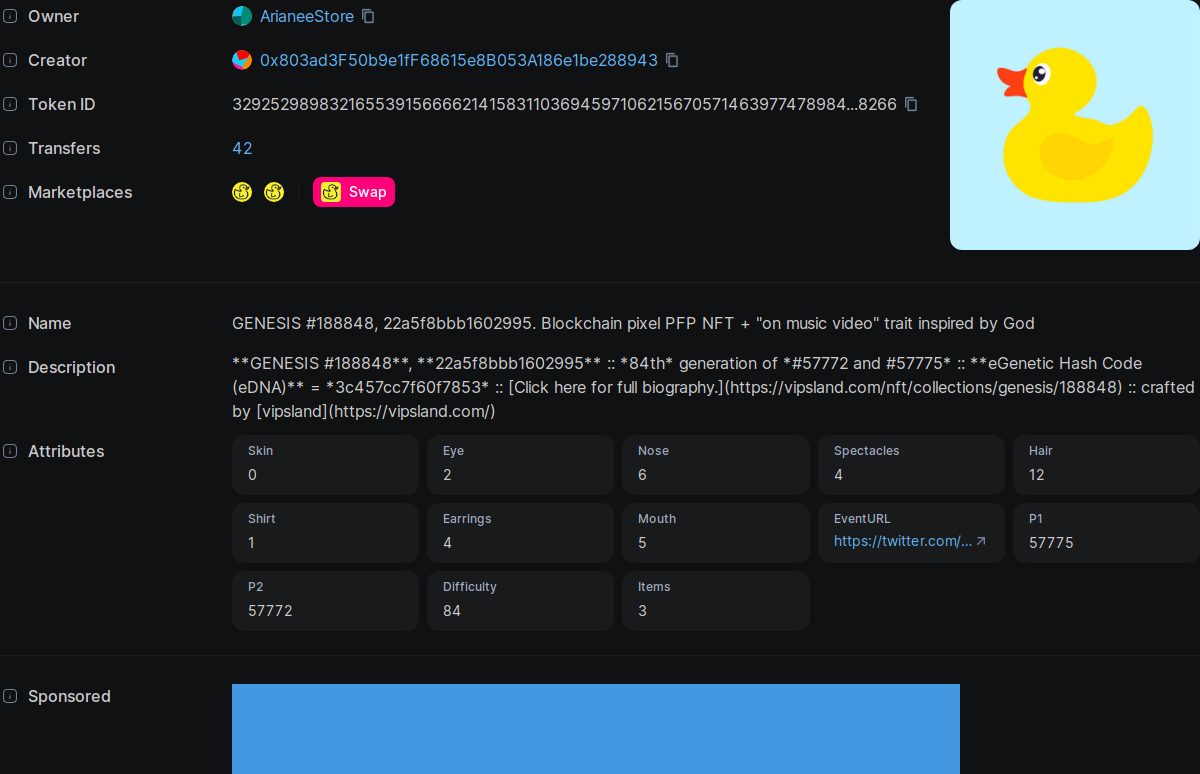 Owner
ArianeeStore
Creator
0x803ad3F50b9e1fF68615e8B053A186e1be288943
Token ID
32925298983216553915666621415831103694597106215670571463977478984...8266
Transfers
42
Marketplaces
Swap
Name
GENESIS #188848, 22a5f8bbb1602995. Blockchain pixel PFP NFT + "on music video" trait inspired by God
Description
**GENESIS #188848**, **22a5f8bbb1602995** :: *84th* generation of *#57772 and #57775* :: **eGenetic Hash Code
(eDNA)** = *3c457cc7f60f7853* :: [Click here for full biography.](https://vipsland.com/nft/collections/genesis/188848) :: crafted
by [vipsland](https://vipsland.com/)
Attributes
Skin
0
Eye
2
Nose
6
Spectacles
4
Hair
12
Shirt
1
Earrings
4
Mouth
5
EventURL
https://twitter.com/...
P1
57775
P2
57772
Difficulty
84
Items
3
Sponsored